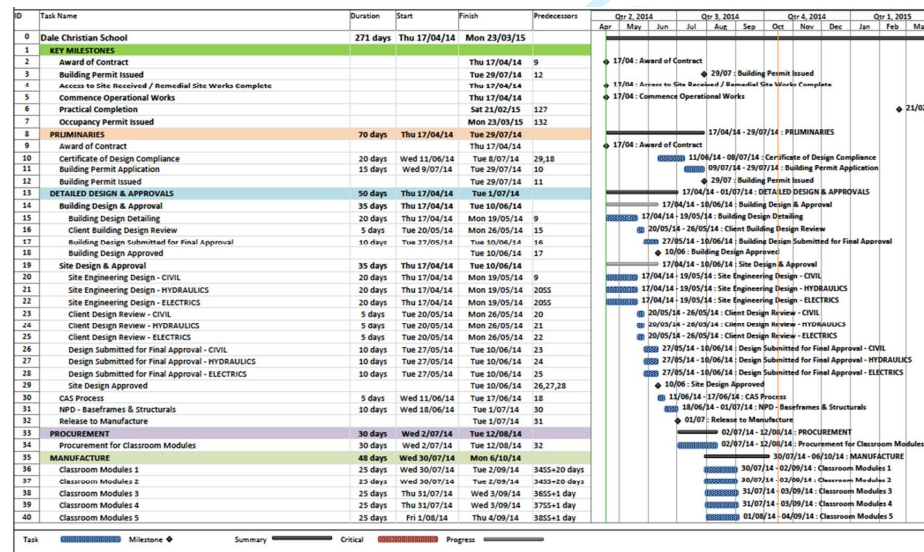 ID Task Name Duration Start Finish Predecessors Qtr 2, 2014 Qtr 3, 2014 Qtr 4, 2014 Qtr 1, 2015
Apr May Jun Jul Aug Sep Oct Nov Dec Jan Feb Ma
0 Dale Christian School 271 days Thu 17/04/14 Mon 23/03/15
1 KEY MILESTONES
2 Award of Contract Thu 17/04/14 9 17/04 : Award of Contract
3 Building Permit Issued Tue 29/07/14 12 29/07 : Building Permit Issued
4 Access to Site Received / Remedial Site Works Complete Thu 17/04/14 17/04 : Access to Site Received / Remedial Site Works Complete
5 Commence Operational Works Thu 17/04/14 17/04 : Commence Operational Works
6 Practical Completion Sat 21/02/15 127 21/02
7 Occupancy Permit Issued Mon 23/03/15 132
8 PRLIMINARIES 70 days Thu 17/04/14 Tue 29/07/14 17/04/14 - 29/07/14 : PRLIMINARIES
9 Award of Contract Thu 17/04/14 17/04 : Award of Contract
10 Certificate of Design Compliance 20 days Wed 11/06/14 Tue 8/07/14 29,18 11/06/14 - 08/07/14 : Certificate of Design Compliance
11 Building Permit Application 15 days Wed 9/07/14 Tue 29/07/14 10 09/07/14 - 29/07/14 : Building Permit Application
12 Building Permit Issued Tue 29/07/14 11 29/07 : Building Permit Issued
13 DETAILED DESIGN & APPROVALS 50 days Thu 17/04/14 Tue 1/07/14 17/04/14 - 01/07/14 : DETAILED DESIGN & APPROVALS
14 Building Design & Approval 35 days Thu 17/04/14 Tue 10/06/14 17/04/14 - 10/06/14 : Building Design & Approval
15 Building Design Detailing 20 days Thu 17/04/14 Mon 19/05/14 9 17/04/14 - 19/05/14 : Building Design Detailing
16 Client Building Design Review 5 days Tue 20/05/14 Mon 26/05/14 15 20/05/14 - 26/05/14 : Client Building Design Review
17 Building Design Submitted for Final Approval 10 days Tue 27/05/14 Tue 10/06/14 16 27/05/14 - 10/06/14 : Building Design Submitted for Final Approval
18 Building Design Approved Tue 10/06/14 17 10/06 : Building Design Approved
19 Site Design & Approval 35 days Thu 17/04/14 Tue 10/06/14 17/04/14 - 10/06/14 : Site Design & Approval
20 Site Engineering Design - CIVIL 20 days Thu 17/04/14 Mon 19/05/14 9 17/04/14 - 19/05/14 : Site Engineering Design - CIVIL
21 Site Engineering Design - HYDRAULICS 20 days Thu 17/04/14 Mon 19/05/14 20SS 17/04/14 - 19/05/14 : Site Engineering Design - HYDRAULICS
22 Site Engineering Design - ELECTRICS 20 days Thu 17/04/14 Mon 19/05/14 20SS 17/04/14 - 19/05/14 : Site Engineering Design - ELECTRICS
23 Client Design Review - CIVIL 5 days Tue 20/05/14 Mon 26/05/14 20 20/05/14 - 26/05/14 : Client Design Review - CIVIL
24 Client Design Review - HYDRAULICS 5 days Tue 20/05/14 Mon 26/05/14 21 20/05/14 - 26/05/14 : Client Design Review - HYDRAULICS
25 Client Design Review - ELECTRICS 5 days Tue 20/05/14 Mon 26/05/14 22 20/05/14 - 26/05/14 : Client Design Review - ELECTRICS
26 Design Submitted for Final Approval - CIVIL 10 days Tue 27/05/14 Tue 10/06/14 23 27/05/14 - 10/06/14 : Design Submitted for Final Approval - CIVIL
27 Design Submitted for Final Approval - HYDRAULICS 10 days Tue 27/05/14 Tue 10/06/14 24 27/05/14 - 10/06/14 : Design Submitted for Final Approval - HYDRAULICS
28 Design Submitted for Final Approval - ELECTRICS 10 days Tue 27/05/14 Tue 10/06/14 25 27/05/14 - 10/06/14 : Design Submitted for Final Approval - ELECTRICS
29 Site Design Approved Tue 10/06/14 26,27,28 10/06 : Site Design Approved
30 CAS Process 5 days Wed 11/06/14 Tue 17/06/14 18 11/06/14 - 17/06/14 : CAS Process
31 NPD - Baseframes & Structurals 10 days Wed 18/06/14 Tue 1/07/14 30 18/06/14 - 01/07/14 : NPD - Baseframes & Structurals
32 Release to Manufacture Tue 1/07/14 31 01/07 : Release to Manufacture
33 PROCUREMENT 30 days Wed 2/07/14 Tue 12/08/14 02/07/14 - 12/08/14 : PROCUREMENT
34 Procurement for Classroom Modules 30 days Wed 2/07/14 Tue 12/08/14 32 02/07/14 - 12/08/14 : Procurement for Classroom Modules
35 MANUFACTURE 48 days Wed 30/07/14 Mon 6/10/14 30/07/14 - 06/10/14 : MANUFACTURE
36 Classroom Modules 1 25 days Wed 30/07/14 Tue 2/09/14 34SS+20 days 30/07/14 - 02/09/14 : Classroom Modules 1
37 Classroom Modules 2 25 days Wed 30/07/14 Tue 2/09/14 34SS+20 days 30/07/14 - 02/09/14 : Classroom Modules 2
38 Classroom Modules 3 25 days Thu 31/07/14 Wed 3/09/14 36SS+1 day 31/07/14 - 03/09/14 : Classroom Modules 3
39 Classroom Modules 4 25 days Thu 31/07/14 Wed 3/09/14 37SS+1 day 31/07/14 - 03/09/14 : Classroom Modules 4
40 Classroom Modules 5 25 days Fri 1/08/14 Thu 4/09/14 38SS+1 day 01/08/14 - 04/09/14 : Classroom Modules 5
Task Milestone Summary Critical Progress